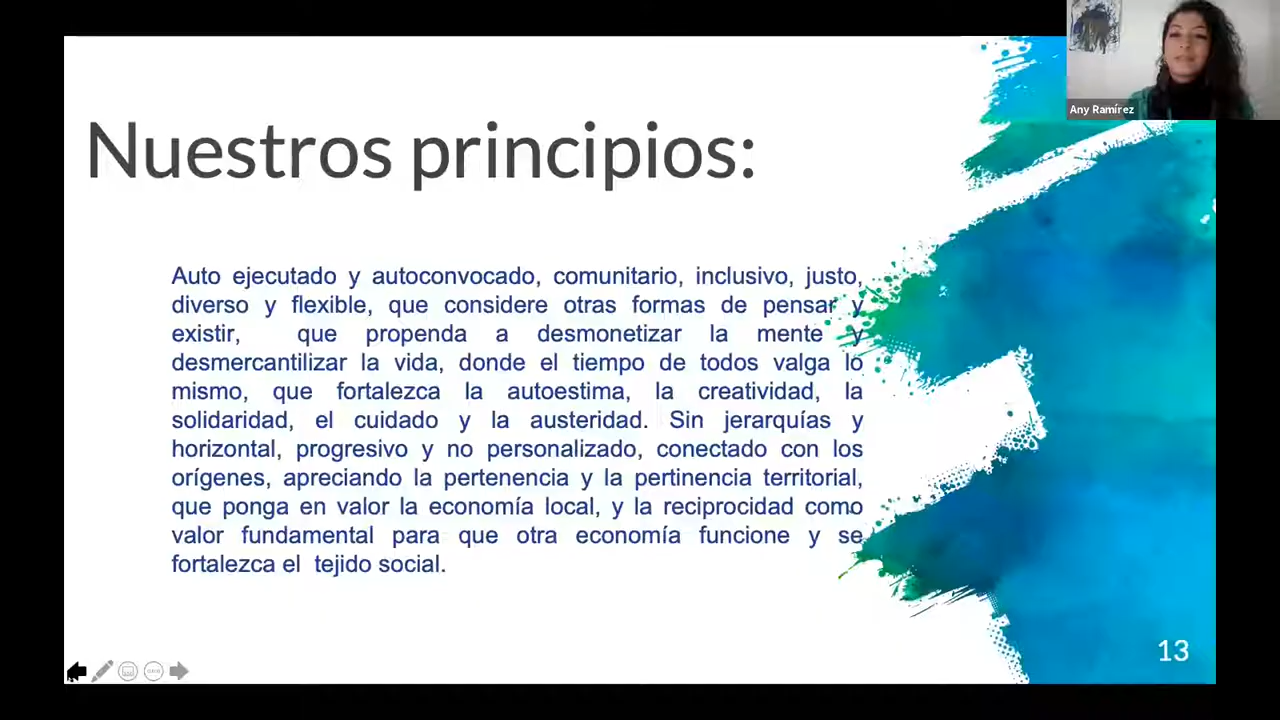 Any Ramírez
Nuestros principios:
Auto ejecutado y autoconvocado, comunitario, inclusivo, justo,
diverso y flexible, que considere otras formas de pensar y
existir, que propenda a desmonetizar la mente y
desmercantilizar la vida, donde el tiempo de todos valga lo
mismo, que fortalezca la autoestima, la creatividad, la
solidaridad, el cuidado y la austeridad. Sin jerarquías y
horizontal, progresivo y no personalizado, conectado con los
orígenes, apreciando la pertenencia y la pertinencia territorial,
que ponga en valor la economía local, y la reciprocidad como
valor fundamental para que otra economía funcione y se
fortalezca el tejido social.
13